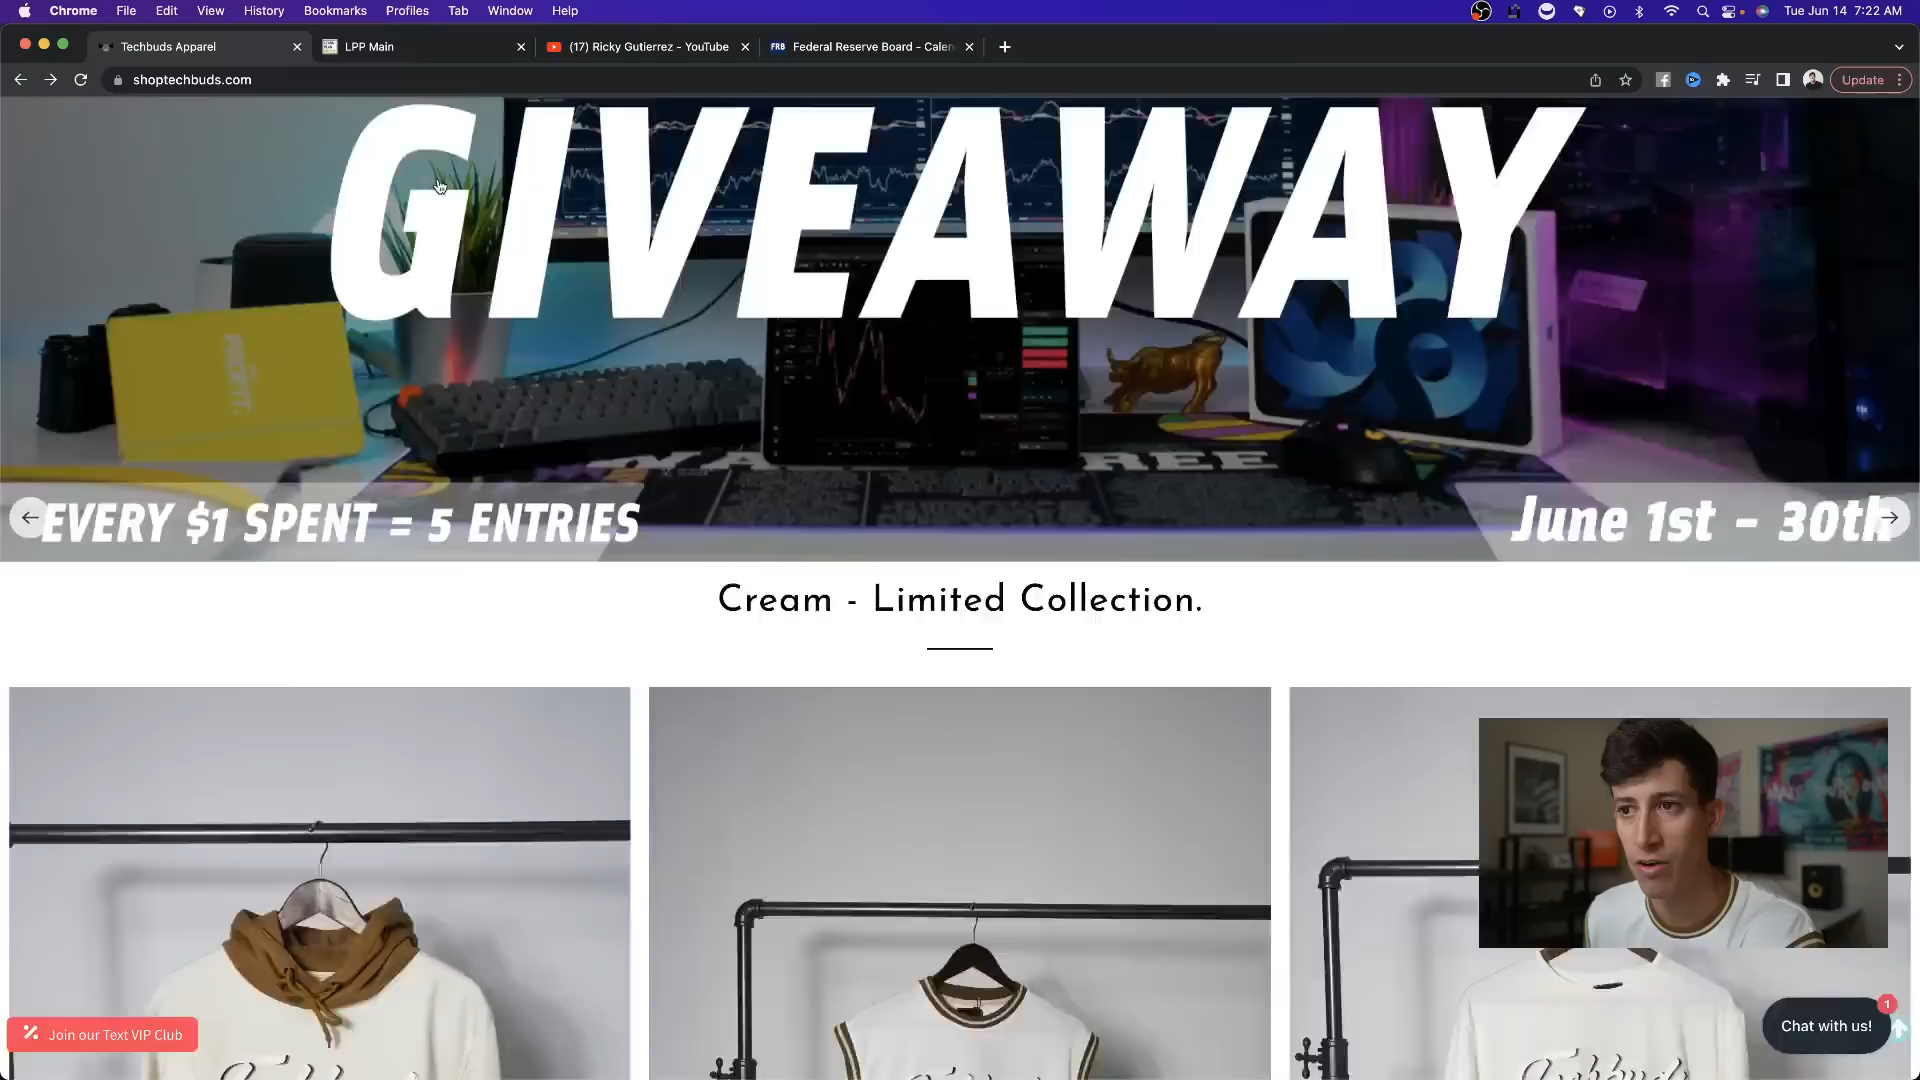 Chrome File Edit View History Bookmarks Profiles Tab Window Help Tue Jun 14 7:22 AM
Techbuds Apparel LPP Main (17) Ricky Gutierrez - YouTube FRB Federal Reserve Board - Calen
shoptechbuds.com Update
GIVEAWAY
EVERY $1 SPENT = 5 ENTRIES
June 1st - 30th
Cream - Limited Collection.
Join our Text VIP Club
Chat with us!
1